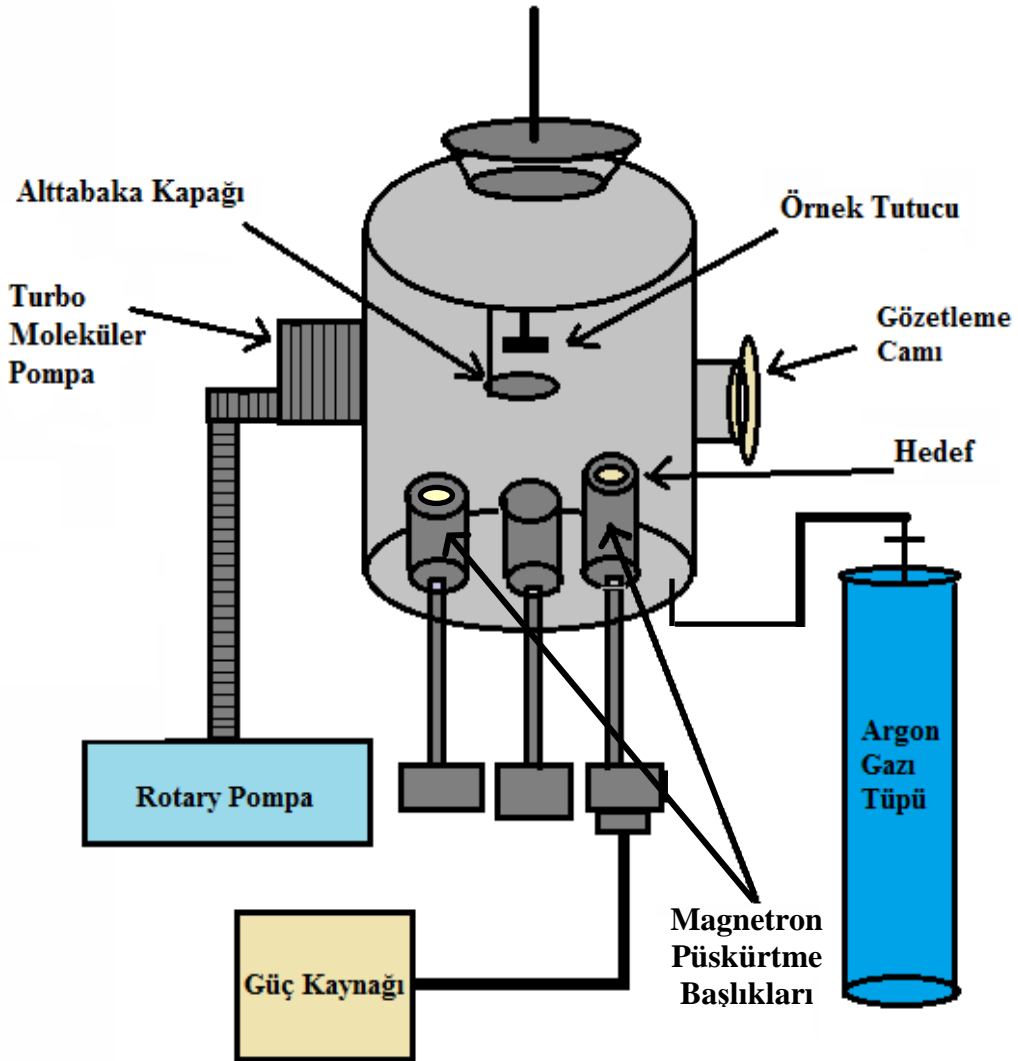 Alttabaka Kapağı
Örnek Tutucu
Turbo
Moleküler
Pompa
Gözetleme
Camı
Hedef
Argon
Gazı
Tüpü
Rotary Pompa
Magnetron
Püskürtme
Başlıkları
Güç Kaynağı